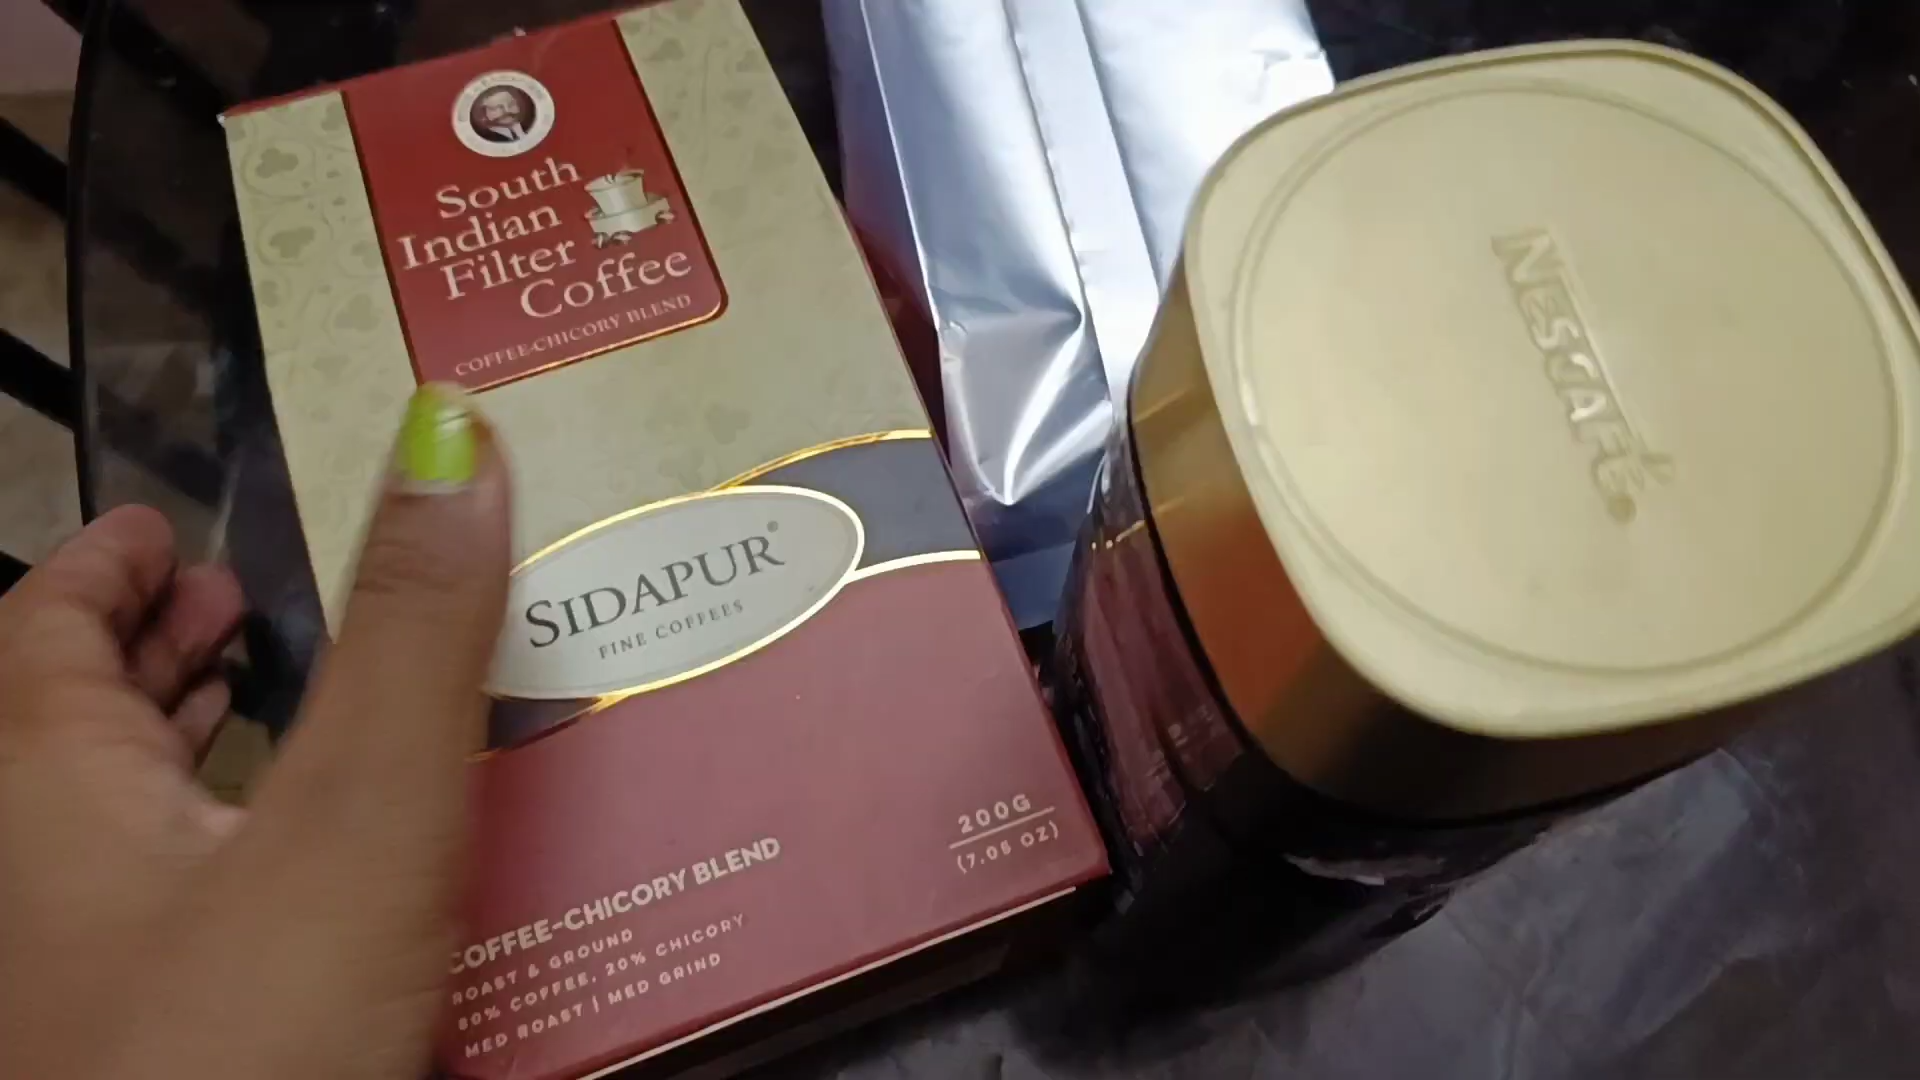 South
Indian
Filter
Coffee
COFFEE-CHICORY BLEND
SIDAPUR®
FINE COFFEES
200G
(7.05 OZ)
COFFEE-CHICORY BLEND
ROAST & GROUND
80% COFFEE, 20% CHICORY
MED ROAST | MED GRIND
NESCAFÉ